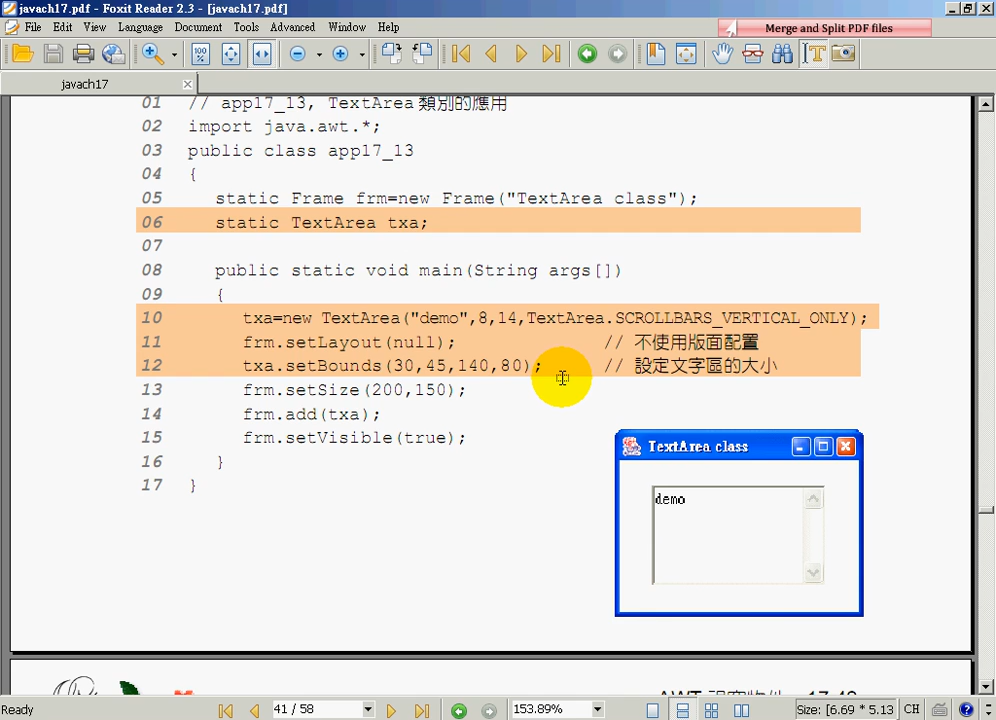 javach17.pdf - Foxit Reader 2.3 - [javach17.pdf]
File Edit View Language Document Tools Advanced Window Help
Merge and Split PDF files
javach17
01 // app17_13, TextArea 類別的應用
02 import java.awt.*;
03 public class app17_13
04 {
05 static Frame frm=new Frame("TextArea class");
06 static TextArea txa;
07
08 public static void main(String args[])
09 {
10 txa=new TextArea("demo",8,14,TextArea.SCROLLBARS_VERTICAL_ONLY);
11 frm.setLayout(null); // 不使用版面配置
12 txa.setBounds(30,45,140,80); // 設定文字區的大小
13 frm.setSize(200,150);
14 frm.add(txa);
15 frm.setVisible(true);
16 }
17 }
TextArea class
demo
Ready
41 / 58
153.89%
Size: [6.69 * 5.13
CH